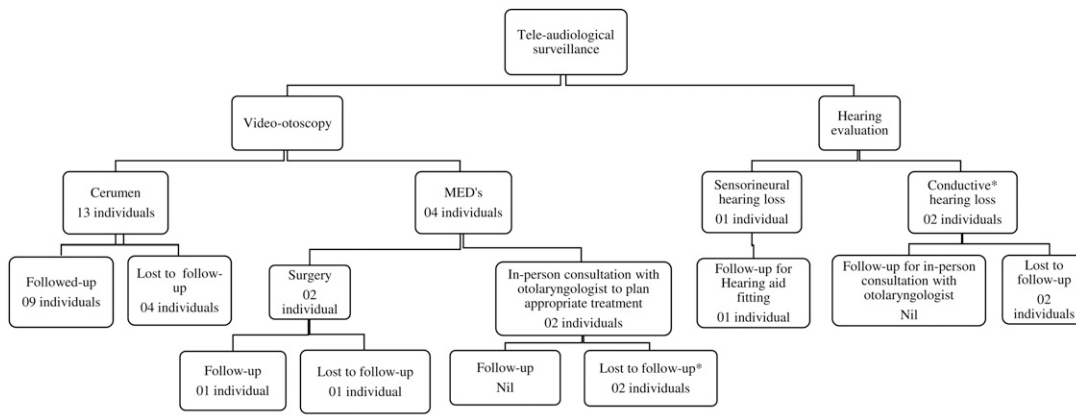 Tele-audiological
surveillance
Video-otoscopy
Hearing
evaluation
Cerumen
13 individuals
MED's
04 individuals
Sensorineural
hearing loss
01 individual
Conductive*
hearing loss
02 individuals
Followed-up
09 individuals
Lost to follow-
up
04 individuals
Surgery
02
individual
In-person consultation with
otolaryngologist to plan
appropriate treatment
02 individuals
Follow-up for
Hearing aid
fitting
01 individual
Follow-up for in-person
consultation with
otolaryngologist
Nil
Lost to
follow-up
02
individuals
Follow-up
01 individual
Lost to follow-up
01 individual
Follow-up
Nil
Lost to follow-up*
02 individuals